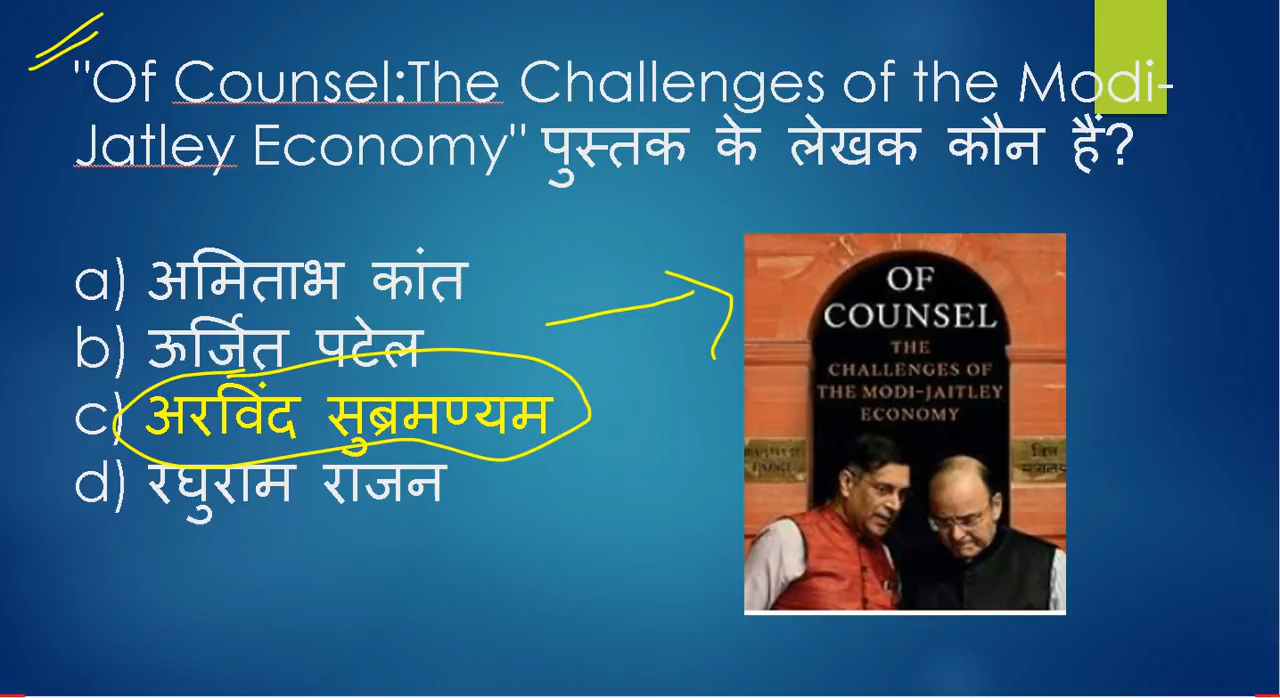 "Of Counsel:The Challenges of the Modi-
Jatley Economy" पुस्तक के लेखक कौन हैं?
a) अमिताभ कांत
b) ऊर्जित पटेल
c) अरविंद सुब्रमण्यम
d) रघुराम राजन
OF
COUNSEL
THE
CHALLENGES OF
THE MODI-JAITLEY
ECONOMY
FINANCE
वित्त